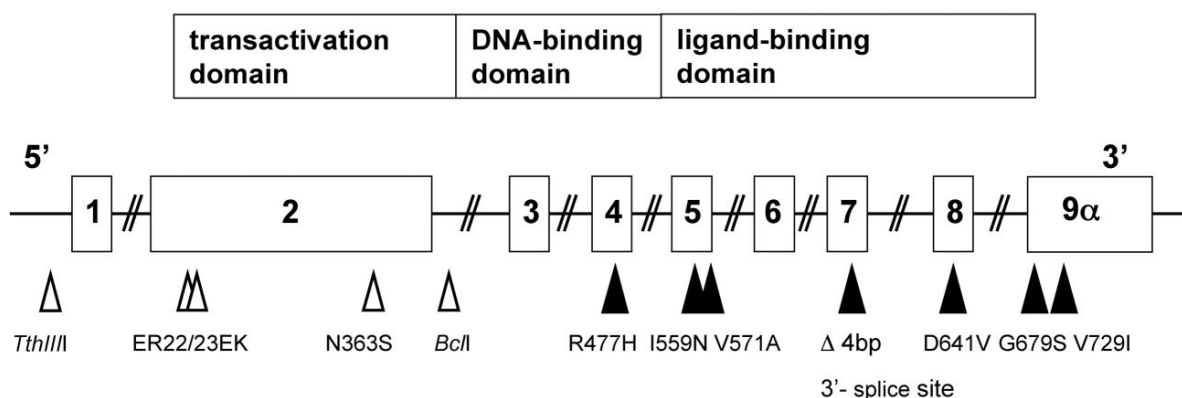 transactivation domain
DNA-binding domain
ligand-binding domain
5’ 3’
1 2 3 4 5 6 7 8 9α
TthIIII ER22/23EK N363S BclI R477H I559N V571A Δ 4bp D641V G679S V729I
3’- splice site